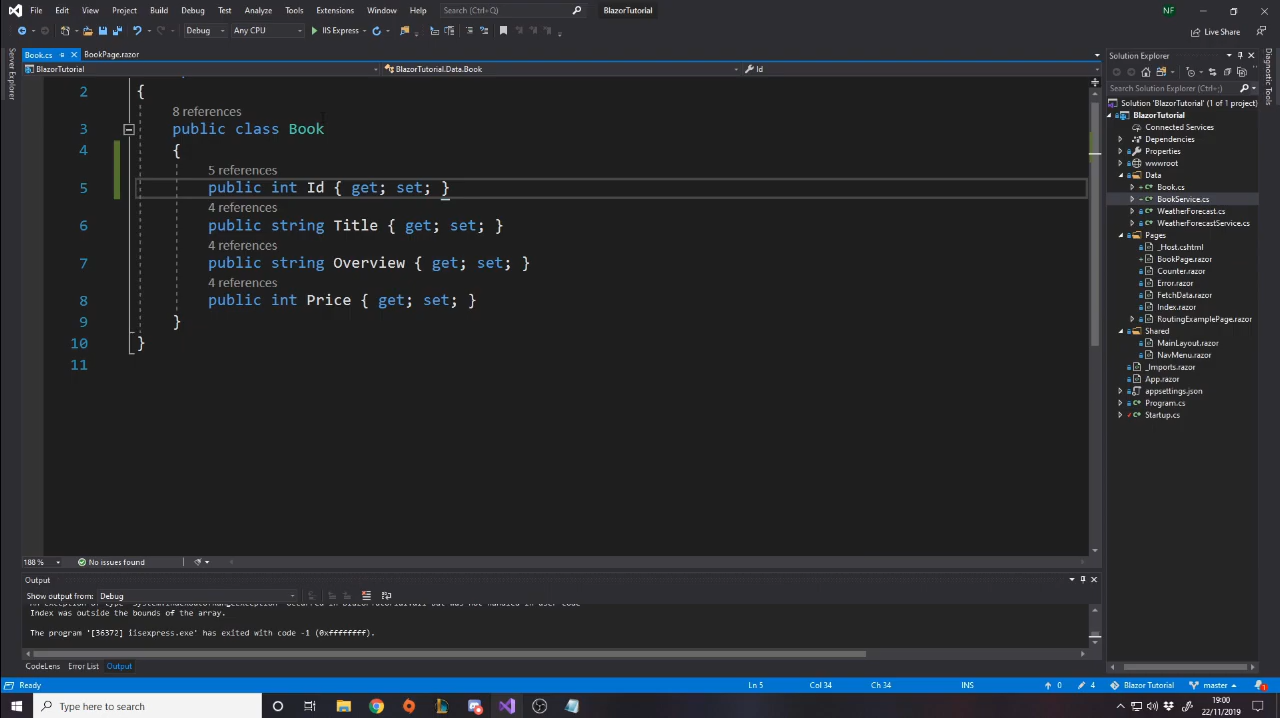 File Edit View Project Build Debug Test Analyze Tools Extensions Window Help Search (Ctrl+Q) BlazorTutorial NF
Debug Any CPU IIS Express Live Share
Book.cs BookPage.razor
BlazorTutorial BlazorTutorial.Data.Book Id
Server Explorer
2 {
8 references
3 public class Book
4 {
5 references
5 public int Id { get; set; }
4 references
6 public string Title { get; set; }
4 references
7 public string Overview { get; set; }
4 references
8 public int Price { get; set; }
9 }
10 }
11
188 % No issues found
Solution Explorer
Search Solution Explorer (Ctrl+;)
Solution 'BlazorTutorial' (1 of 1 project)
BlazorTutorial
Connected Services
Dependencies
Properties
wwwroot
Data
Book.cs
BookService.cs
WeatherForecast.cs
WeatherForecastService.cs
Pages
_Host.cshtml
BookPage.razor
Counter.razor
Error.razor
FetchData.razor
Index.razor
RoutingExamplePage.razor
Shared
MainLayout.razor
NavMenu.razor
_Imports.razor
App.razor
appsettings.json
Program.cs
Startup.cs
Diagnostic Tools
Output
Show output from: Debug
Index was outside the bounds of the array.
The program '[36372] iisexpress.exe' has exited with code -1 (0xffffffff).
CodeLens Error List Output
Ready Ln 5 Col 34 Ch 34 INS 0 4 Blazor Tutorial master 1
Type here to search
19:00
22/11/2019